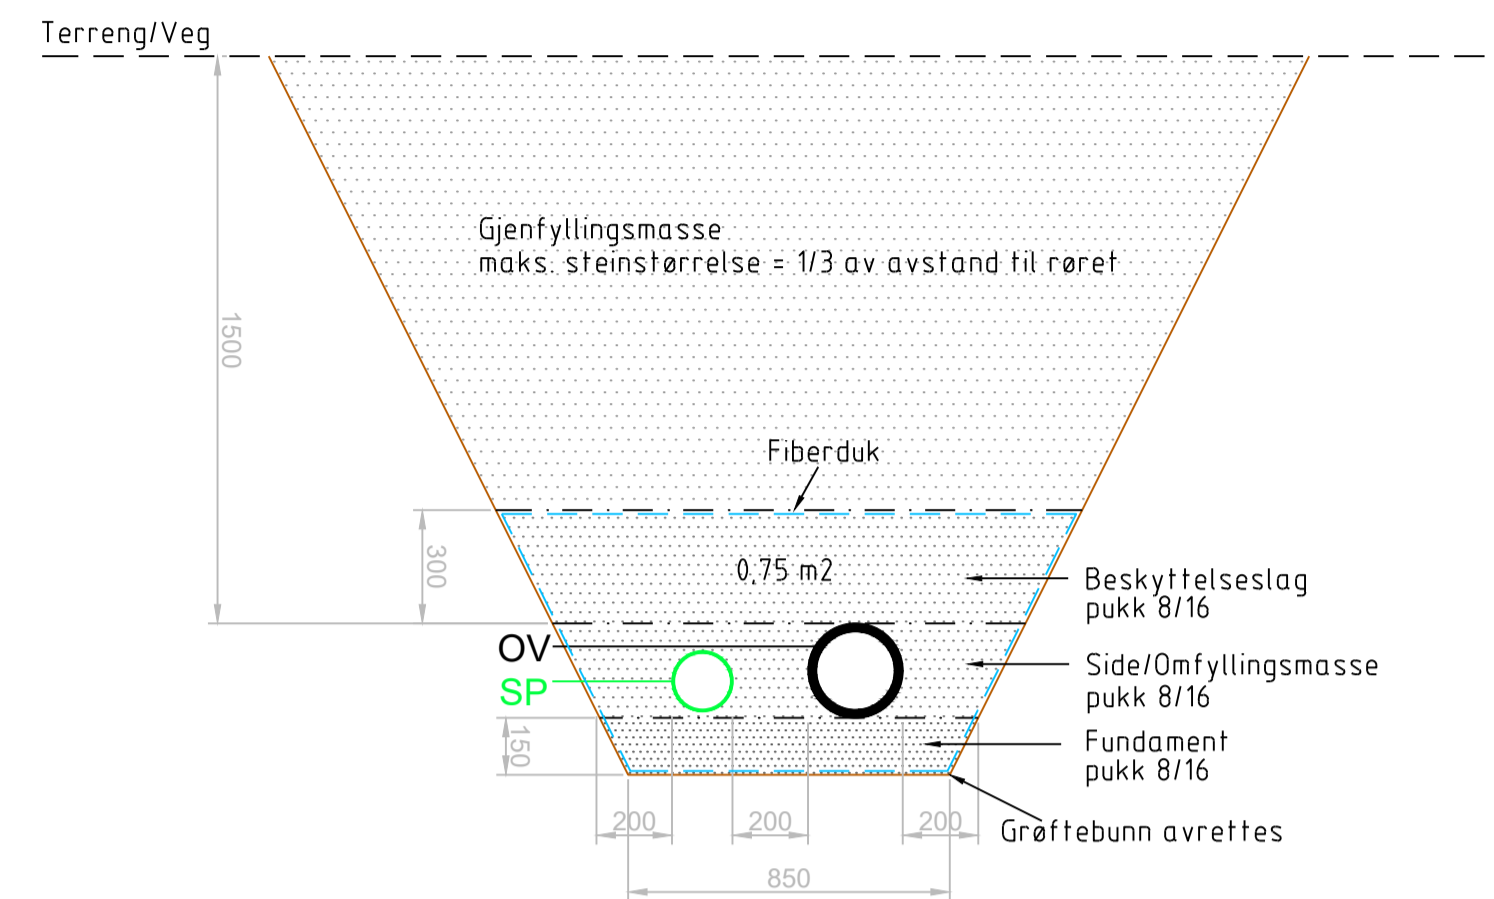 Terreng/Veg
Gjenfyllingsmasse
maks. steinstørrelse = 1/3 av avstand til røret
1500
Fiberduk
300
0,75 m2
Beskyttelseslag
pukk 8/16
OV
SP
Side/Omfyllingsmasse
pukk 8/16
150
Fundament
pukk 8/16
200
200
200
Grøftebunn avrettes
850